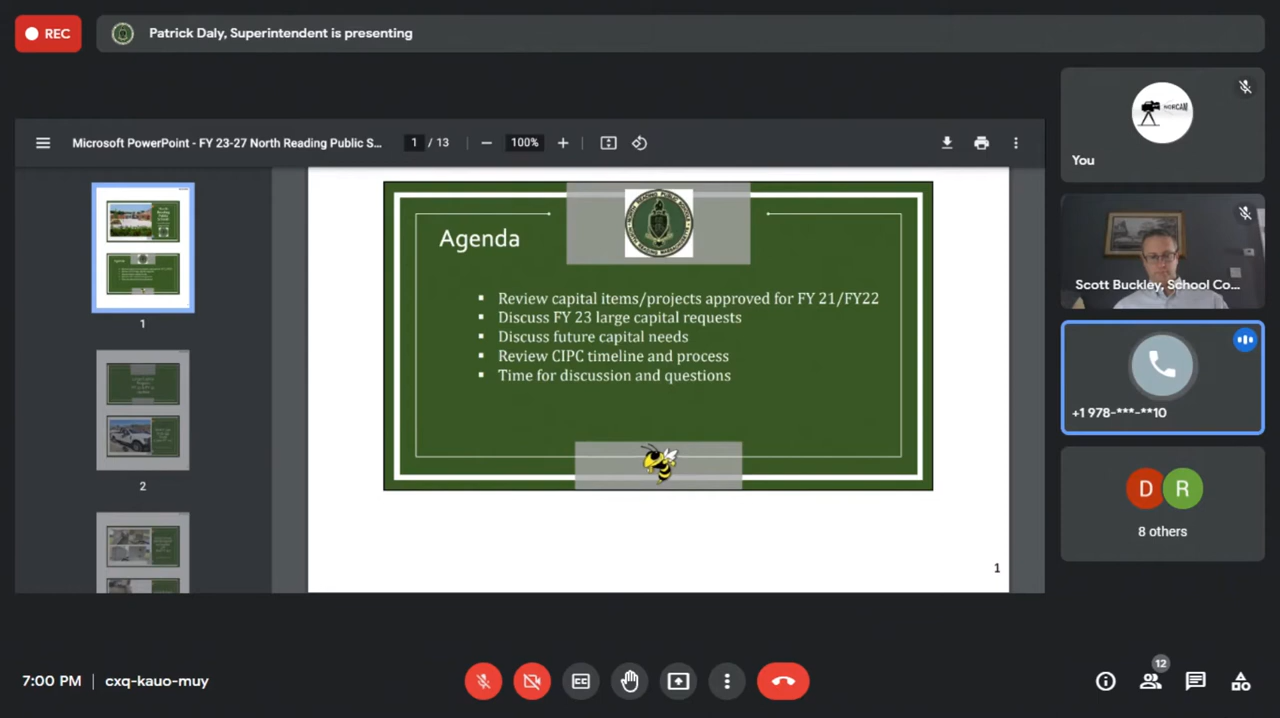 REC
Patrick Daly, Superintendent is presenting
Microsoft PowerPoint - FY 23-27 North Reading Public S...
1 / 13
100%
NORCAM
You
Agenda
▪ Review capital items/projects approved for FY 21/FY22
▪ Discuss FY 23 large capital requests
▪ Discuss future capital needs
▪ Review CIPC timeline and process
▪ Time for discussion and questions
Scott Buckley, School Co...
+1 978-***-**10
D R
8 others
1
2
1
7:00 PM | cxq-kauo-muy
CC
12